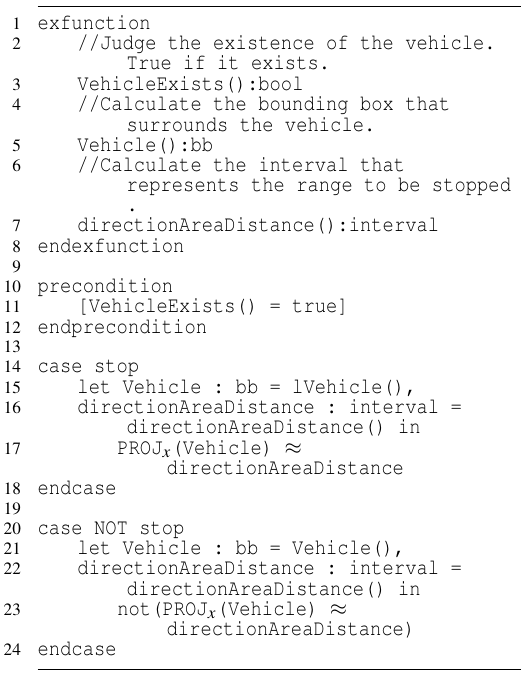 1 exfunction
2 //Judge the existence of the vehicle.
True if it exists.
3 VehicleExists():bool
4 //Calculate the bounding box that
surrounds the vehicle.
5 Vehicle():bb
6 //Calculate the interval that
represents the range to be stopped
.
7 directionAreaDistance():interval
8 endexfunction
9
10 precondition
11 [VehicleExists() = true]
12 endprecondition
13
14 case stop
15 let Vehicle : bb = lVehicle(),
16 directionAreaDistance : interval =
directionAreaDistance() in
17 PROJx(Vehicle) ≈
directionAreaDistance
18 endcase
19
20 case NOT stop
21 let Vehicle : bb = Vehicle(),
22 directionAreaDistance : interval =
directionAreaDistance() in
23 not(PROJx(Vehicle) ≈
directionAreaDistance)
24 endcase